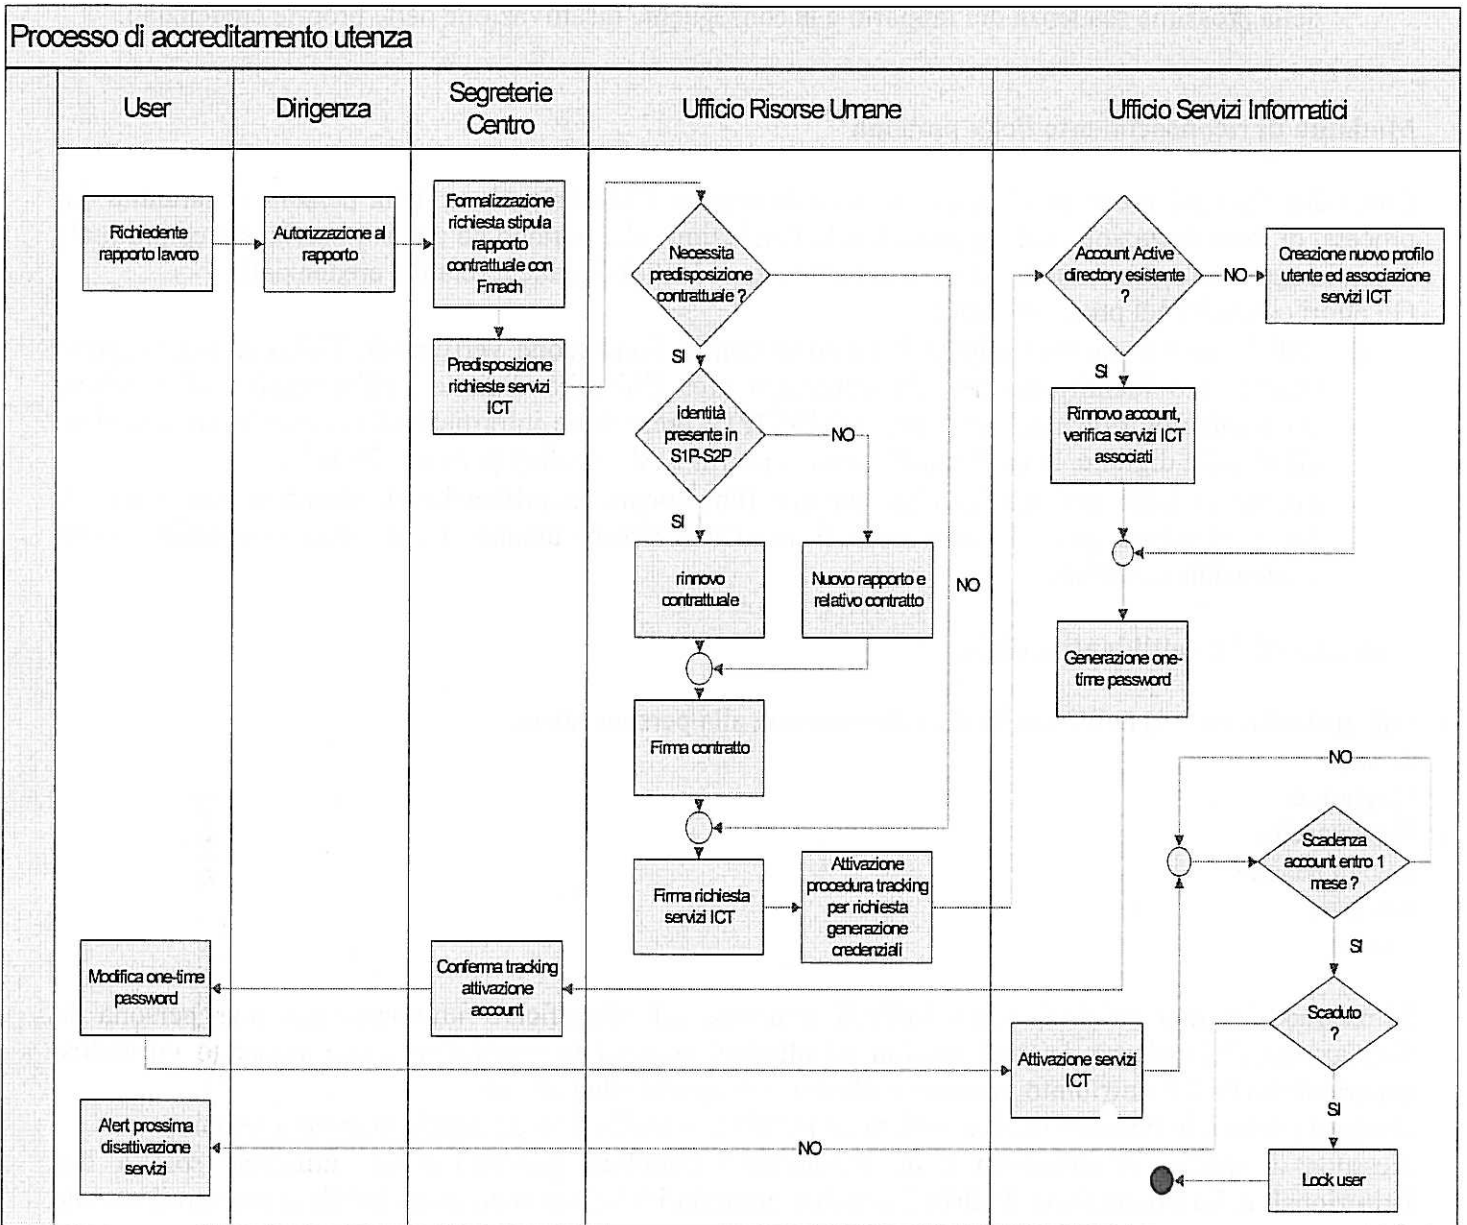 Processo di accreditamento utenza
User
Dirigenza
Segreterie
Centro
Ufficio Risorse Umane
Ufficio Servizi Informatici
Richiedente
rapporto lavoro
Autorizzazione al
rapporto
Formalizzazione
richiesta stipula
rapporto
contrattuale con
Fmach
Predisposizione
richieste servizi
ICT
Necessita
predisposizione
contrattuale ?
SI
identità
presente in
S1P-S2P
NO
SI
rinnovo
contrattuale
Nuovo rapporto e
relativo contratto
NO
Firma contratto
Firma richiesta
servizi ICT
Attivazione
procedura tracking
per richiesta
generazione
credenziali
Account Active
directory esistente
?
NO
Creazione nuovo profilo
utente ed associazione
servizi ICT
SI
Rinnovo account,
verifica servizi ICT
associati
Generazione one-
time password
NO
Scadenza
account entro 1
mese ?
SI
Modifica one-time
password
Conferma tracking
attivazione
account
Scaduto
?
Attivazione servizi
ICT
SI
Alert prossima
disattivazione
servizi
NO
Lock user